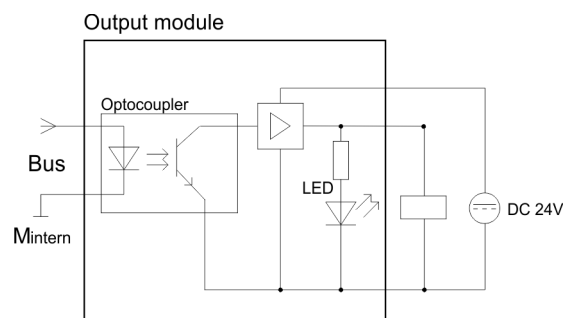 Output module
Optocoupler
Bus
LED
DC 24V
Mintern